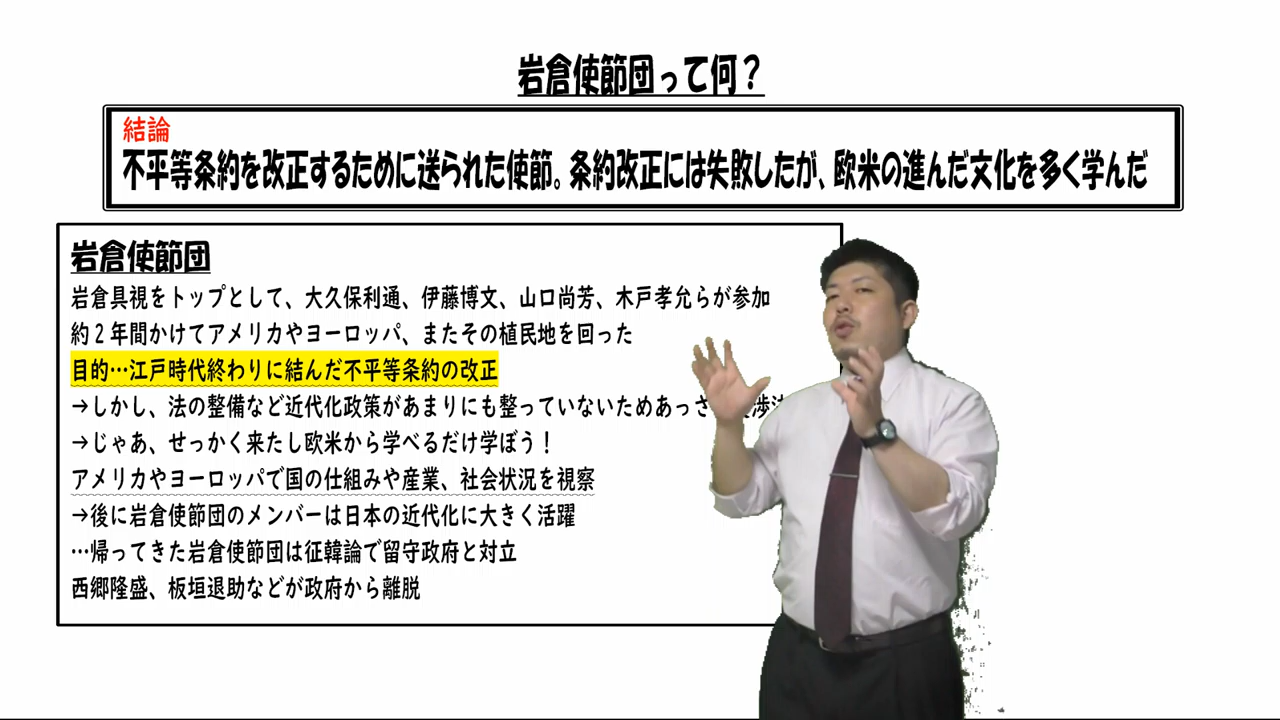 岩倉使節団って何？
結論
不平等条約を改正するために送られた使節。条約改正には失敗したが、欧米の進んだ文化を多く学んだ
岩倉使節団
岩倉具視をトップとして、大久保利通、伊藤博文、山口尚芳、木戸孝允らが参加
約２年間かけてアメリカやヨーロッパ、またその植民地を回った
目的…江戸時代終わりに結んだ不平等条約の改正
→しかし、法の整備など近代化政策があまりにも整っていないためあっさ
→じゃあ、せっかく来たし欧米から学べるだけ学ぼう！
アメリカやヨーロッパで国の仕組みや産業、社会状況を視察
→後に岩倉使節団のメンバーは日本の近代化に大きく活躍
…帰ってきた岩倉使節団は征韓論で留守政府と対立
西郷隆盛、板垣退助などが政府から離脱